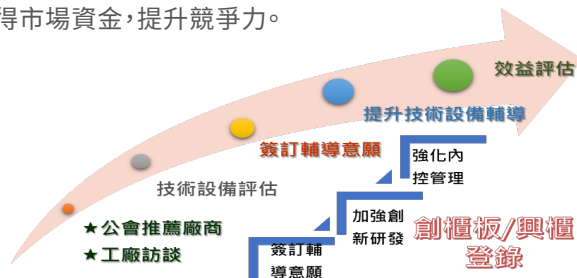 得市場資金，提升競爭力。
效益評估
提升技術設備輔導
簽訂輔導意願
技術設備評估
★公會推薦廠商
★工廠訪談
強化內
控管理
加強創
新研發
簽訂輔
導意願
創櫃板/興櫃
登錄